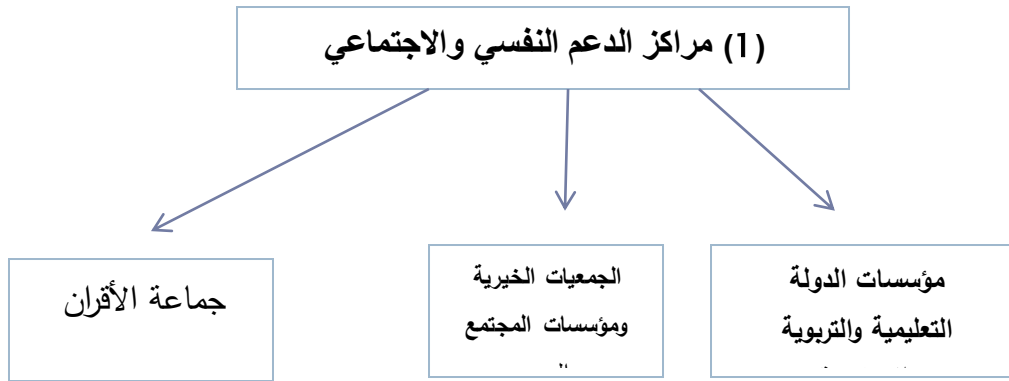 (1) مراكز الدعم النفسي والاجتماعي
مؤسسات الدولة
التعليمية والتربوية
الجمعيات الخيرية
ومؤسسات المجتمع
جماعة الأقران